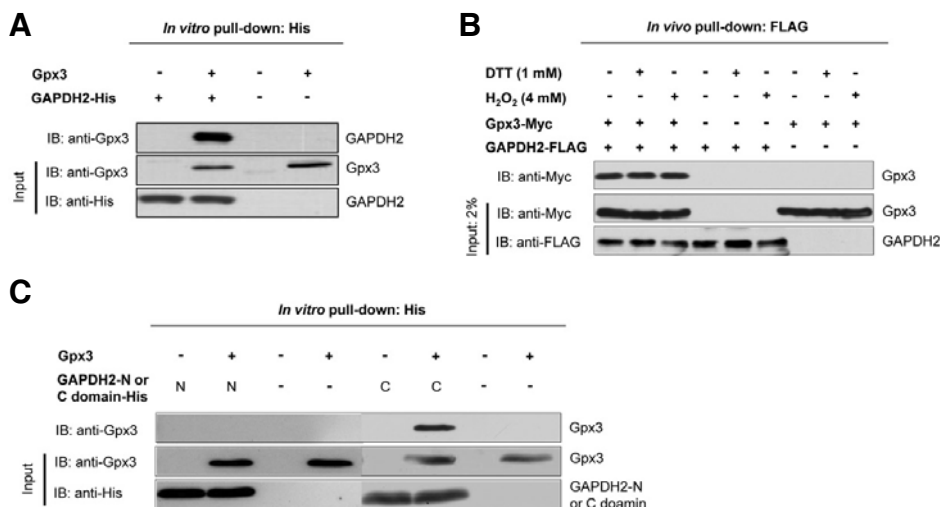 A
In vitro pull-down: His
Gpx3 - + - +
GAPDH2-His + + - -
IB: anti-Gpx3 GAPDH2
Input
IB: anti-Gpx3 Gpx3
IB: anti-His GAPDH2
B
In vivo pull-down: FLAG
DTT (1 mM) - + - - + - - + -
H₂O₂ (4 mM) - - + - - + - - +
Gpx3-Myc + + + - - - + + +
GAPDH2-FLAG + + + + + + - - -
IB: anti-Myc Gpx3
Input: 2%
IB: anti-Myc Gpx3
IB: anti-FLAG GAPDH2
C
In vitro pull-down: His
Gpx3 - + - + - + - +
GAPDH2-N or
C domain-His N N - - C C - -
IB: anti-Gpx3 Gpx3
Input
IB: anti-Gpx3 Gpx3
IB: anti-His GAPDH2-N
or C doamin